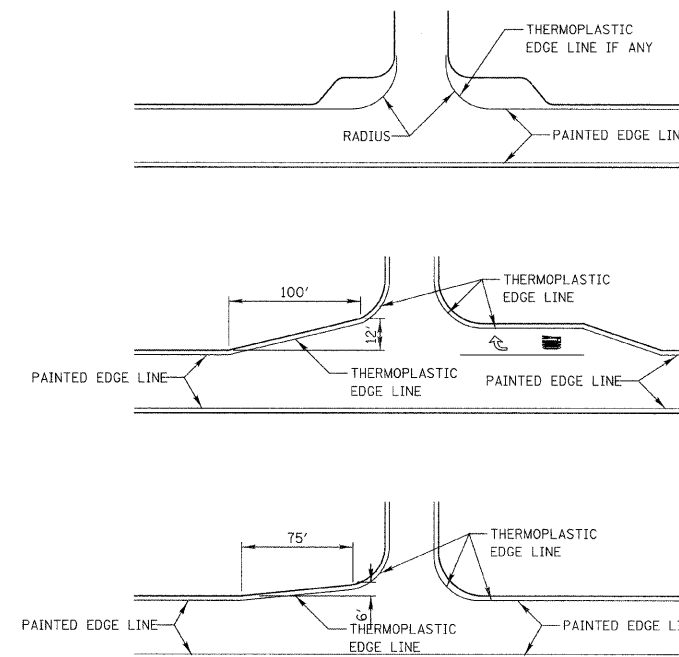 THERMOPLASTIC
EDGE LINE IF ANY
RADIUS
PAINTED EDGE LIN
100'
THERMOPLASTIC
EDGE LINE
12'
PAINTED EDGE LINE
THERMOPLASTIC
EDGE LINE
PAINTED EDGE LINE
75'
THERMOPLASTIC
EDGE LINE
6'
PAINTED EDGE LINE
THERMOPLASTIC
EDGE LINE
PAINTED EDGE LI